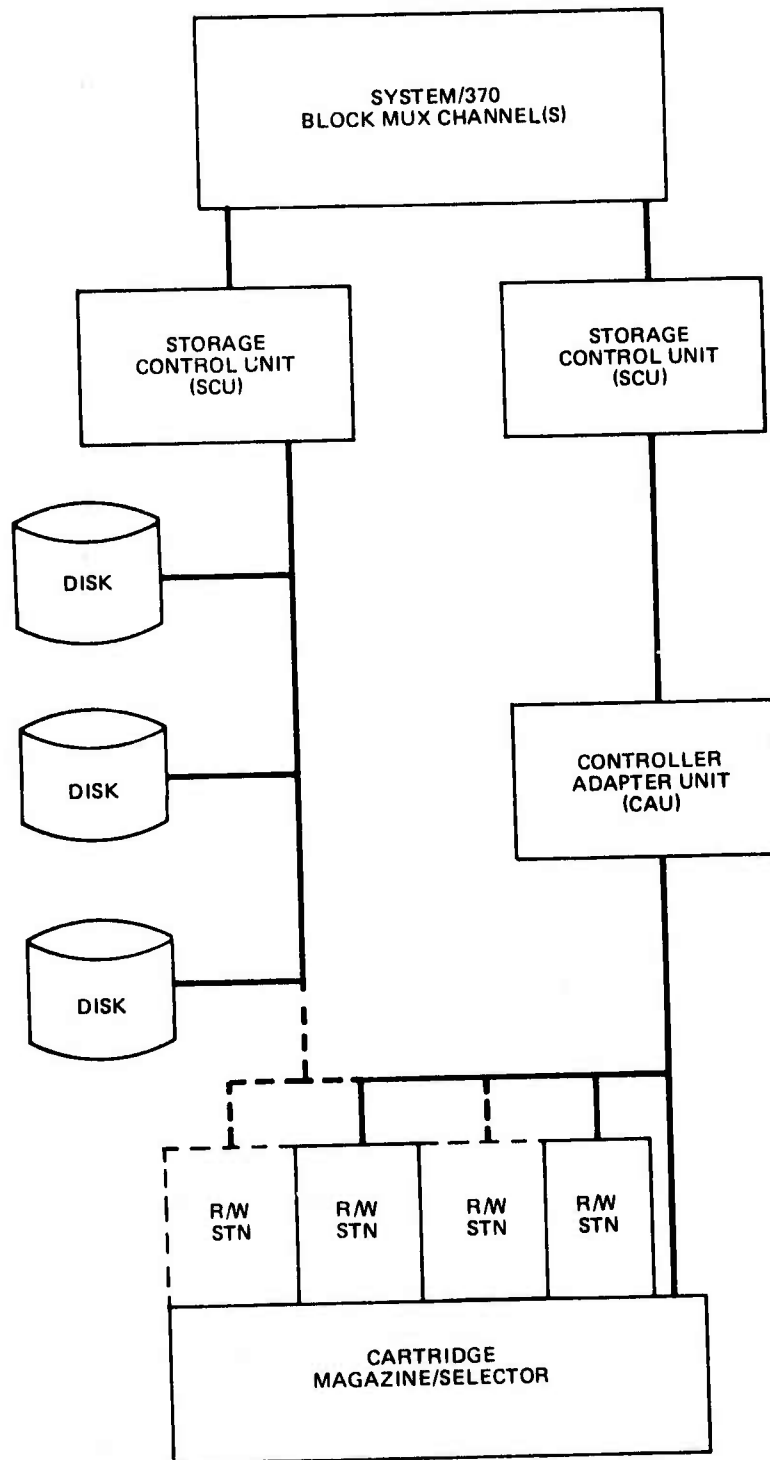 SYSTEM/370
BLOCK MUX CHANNEL(S)
STORAGE
CONTROL UNIT
(SCU)
STORAGE
CONTROL UNIT
(SCU)
DISK
DISK
CONTROLLER
ADAPTER UNIT
(CAU)
DISK
R/W
STN
R/W
STN
R/W
STN
R/W
STN
CARTRIDGE
MAGAZINE/SELECTOR